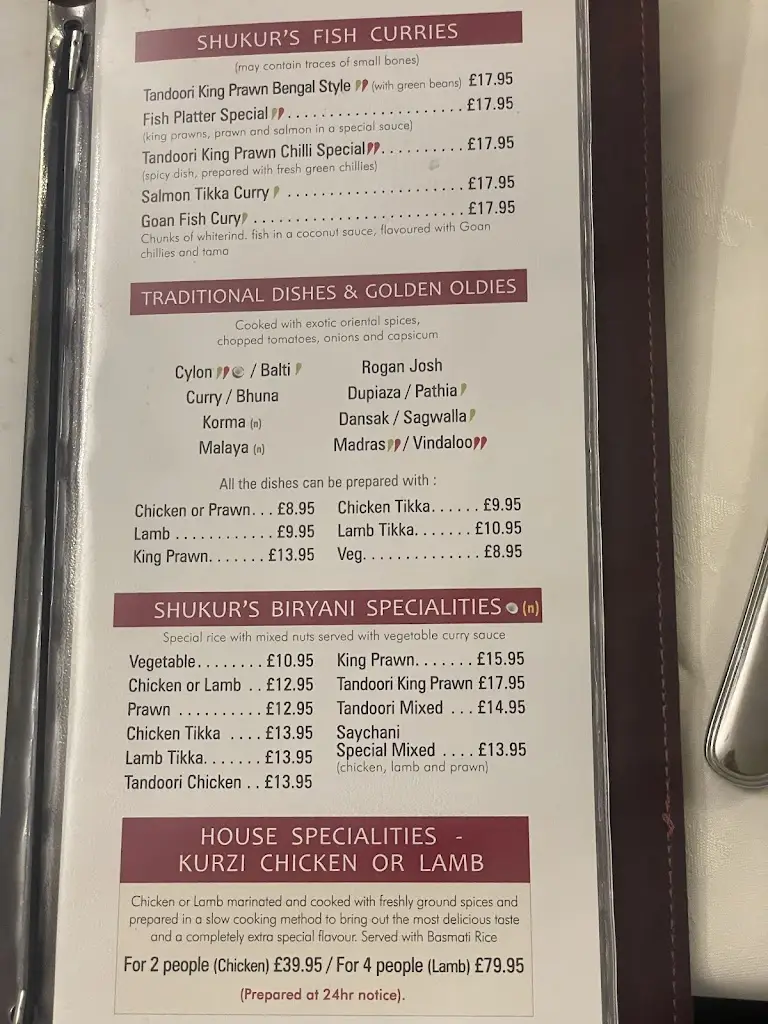 SHUKUR'S FISH CURRIES
(may contain traces of small bones)
Tandoori King Prawn Bengal Style (with green beans) £17.95
Fish Platter Special . . . . . . . . . . . . . . . . . . . . . £17.95
(king prawns, prawn and salmon in a special sauce)
Tandoori King Prawn Chilli Special . . . . . . . . . . £17.95
(spicy dish, prepared with fresh green chillies)
Salmon Tikka Curry . . . . . . . . . . . . . . . . . . . . . £17.95
Goan Fish Cury . . . . . . . . . . . . . . . . . . . . . . . . £17.95
Chunks of whiterind. fish in a coconut sauce, flavoured with Goan
chillies and tama
TRADITIONAL DISHES & GOLDEN OLDIES
Cooked with exotic oriental spices,
chopped tomatoes, onions and capsicum
Cylon / Balti
Rogan Josh
Curry / Bhuna
Dupiaza / Pathia
Korma (n)
Dansak / Sagwalla
Malaya (n)
Madras / Vindaloo
All the dishes can be prepared with :
Chicken or Prawn. . . £8.95
Chicken Tikka. . . . . . £9.95
Lamb . . . . . . . . . . . . £9.95
Lamb Tikka. . . . . . £10.95
King Prawn. . . . . . . £13.95
Veg. . . . . . . . . . . . . . £8.95
SHUKUR'S BIRYANI SPECIALITIES (n)
Special rice with mixed nuts served with vegetable curry sauce
Vegetable. . . . . . . . £10.95
King Prawn. . . . . . . £15.95
Chicken or Lamb . . £12.95
Tandoori King Prawn £17.95
Prawn . . . . . . . . . . £12.95
Tandoori Mixed . . . £14.95
Chicken Tikka . . . . £13.95
Saychani
Special Mixed . . . . £13.95
(chicken, lamb and prawn)
Lamb Tikka. . . . . . . £13.95
Tandoori Chicken . . £13.95
HOUSE SPECIALITIES -
KURZI CHICKEN OR LAMB
Chicken or Lamb marinated and cooked with freshly ground spices and
prepared in a slow cooking method to bring out the most delicious taste
and a completely extra special flavour. Served with Basmati Rice
For 2 people (Chicken) £39.95 / For 4 people (Lamb) £79.95
(Prepared at 24hr notice).